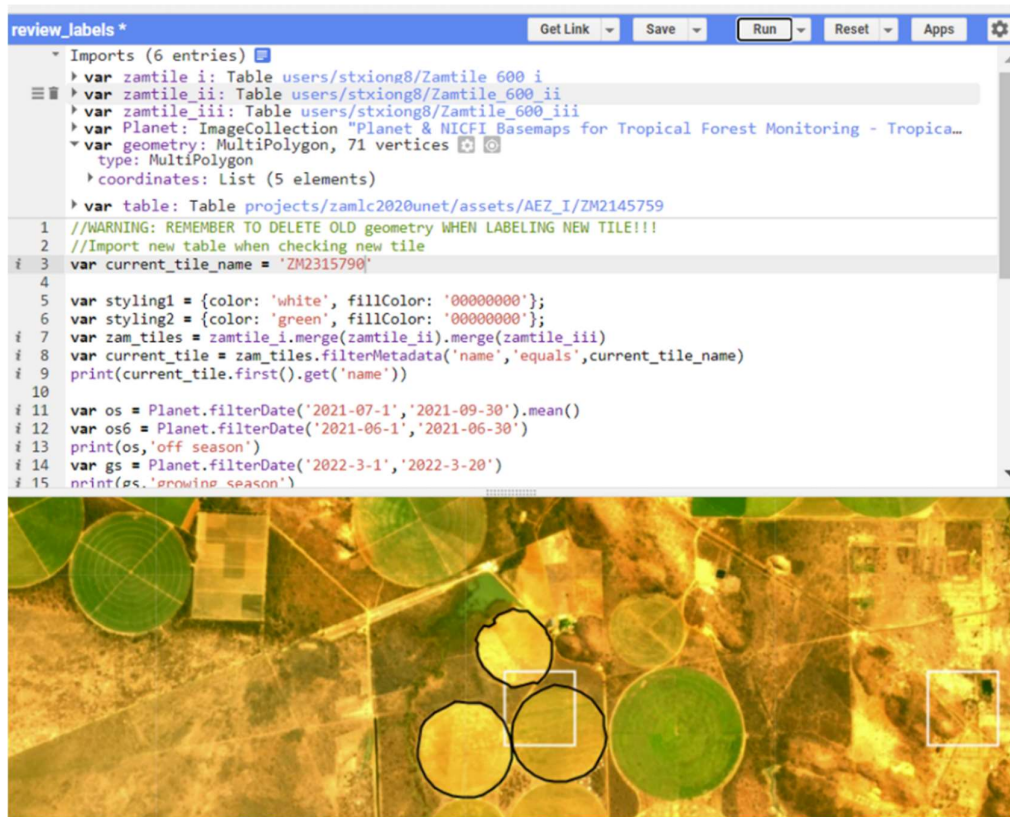 review_labels *
Get Link Save Run Reset Apps
Imports (6 entries)
var zamtile_i: Table users/stxiong8/Zamtile_600_i
var zamtile_ii: Table users/stxiong8/Zamtile_600_ii
var zamtile_iii: Table users/stxiong8/Zamtile_600_iii
var Planet: ImageCollection "Planet & NICFI Basemaps for Tropical Forest Monitoring - Tropica…
var geometry: MultiPolygon, 71 vertices
type: MultiPolygon
coordinates: List (5 elements)
var table: Table projects/zamlc2020unet/assets/AEZ_I/ZM2145759
1 //WARNING: REMEMBER TO DELETE OLD geometry WHEN LABELING NEW TILE!!!
2 //Import new table when checking new tile
i 3 var current_tile_name = 'ZM2315790'
4
5 var styling1 = {color: 'white', fillColor: '00000000'};
6 var styling2 = {color: 'green', fillColor: '00000000'};
i 7 var zam_tiles = zamtile_i.merge(zamtile_ii).merge(zamtile_iii)
i 8 var current_tile = zam_tiles.filterMetadata('name','equals',current_tile_name)
i 9 print(current_tile.first().get('name'))
10
i 11 var os = Planet.filterDate('2021-07-1','2021-09-30').mean()
i 12 var os6 = Planet.filterDate('2021-06-1','2021-06-30')
i 13 print(os,'off season')
i 14 var gs = Planet.filterDate('2022-3-1','2022-3-20')
i 15 print(gs,'growing season')